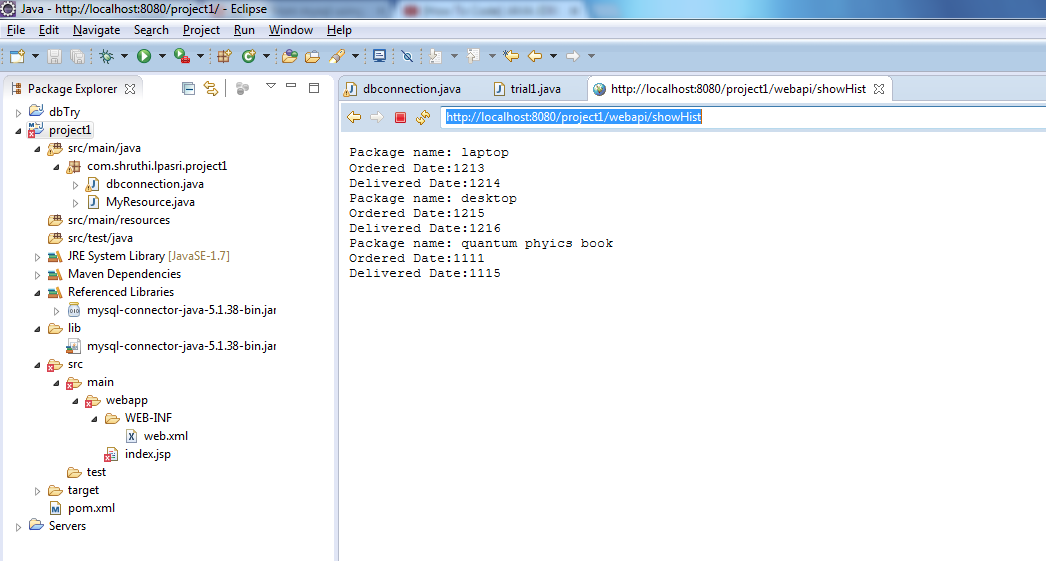 Java - http://localhost:8080/project1/ - Eclipse
File Edit Navigate Search Project Run Window Help
Package Explorer
dbTry
project1
src/main/java
com.shruthi.lpasri.project1
dbconnection.java
MyResource.java
src/main/resources
src/test/java
JRE System Library [JavaSE-1.7]
Maven Dependencies
Referenced Libraries
mysql-connector-java-5.1.38-bin.jar
lib
mysql-connector-java-5.1.38-bin.jar
src
main
webapp
WEB-INF
web.xml
index.jsp
test
target
pom.xml
Servers
dbconnection.java trial1.java http://localhost:8080/project1/webapi/showHist
http://localhost:8080/project1/webapi/showHist
Package name: laptop
Ordered Date:1213
Delivered Date:1214
Package name: desktop
Ordered Date:1215
Delivered Date:1216
Package name: quantum phyics book
Ordered Date:1111
Delivered Date:1115